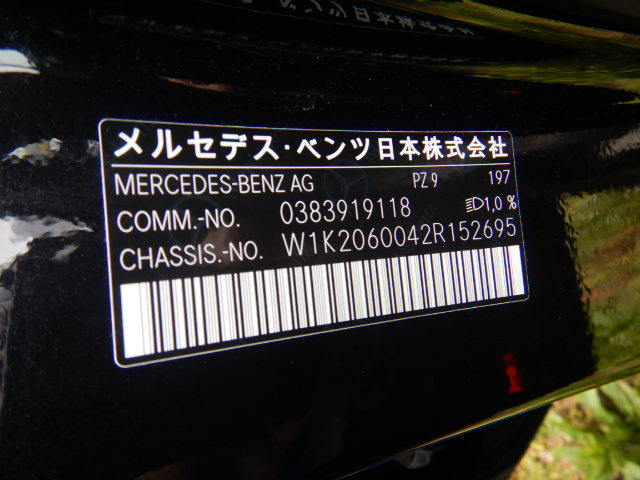 メルセデス・ベンツ日本株式会社
MERCEDES-BENZ AG PZ 9 197
COMM.-NO. 0383919118 1,0 %
CHASSIS.-NO. W1K2060042R152695